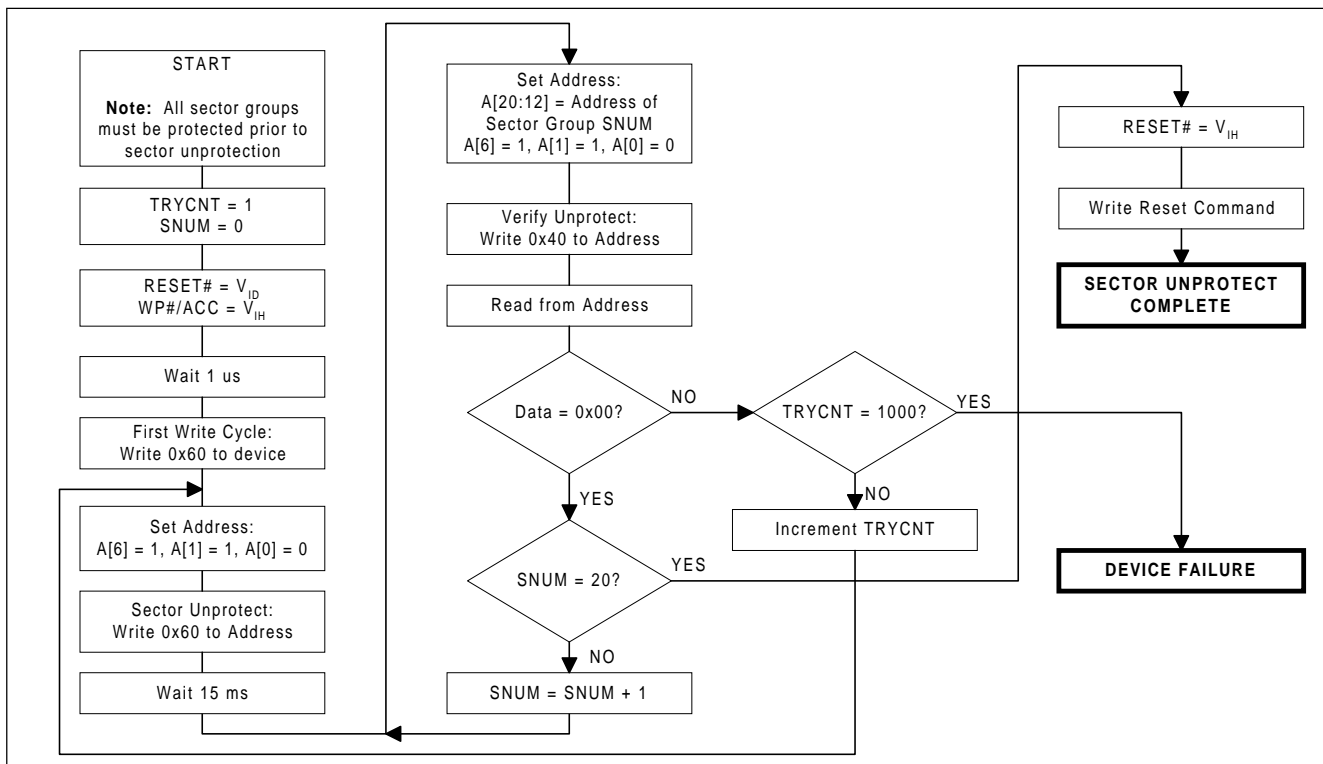 START
Note: All sector groups
must be protected prior to
sector unprotection
TRYCNT = 1
SNUM = 0
RESET# = VID
WP#/ACC = VIH
Wait 1 us
First Write Cycle:
Write 0x60 to device
Set Address:
A[6] = 1, A[1] = 1, A[0] = 0
Sector Unprotect:
Write 0x60 to Address
Wait 15 ms
Set Address:
A[20:12] = Address of
Sector Group SNUM
A[6] = 1, A[1] = 1, A[0] = 0
Verify Unprotect:
Write 0x40 to Address
Read from Address
Data = 0x00?
NO
YES
SNUM = 20?
YES
NO
SNUM = SNUM + 1
TRYCNT = 1000?
YES
NO
Increment TRYCNT
RESET# = VIH
Write Reset Command
SECTOR UNPROTECT
COMPLETE
DEVICE FAILURE